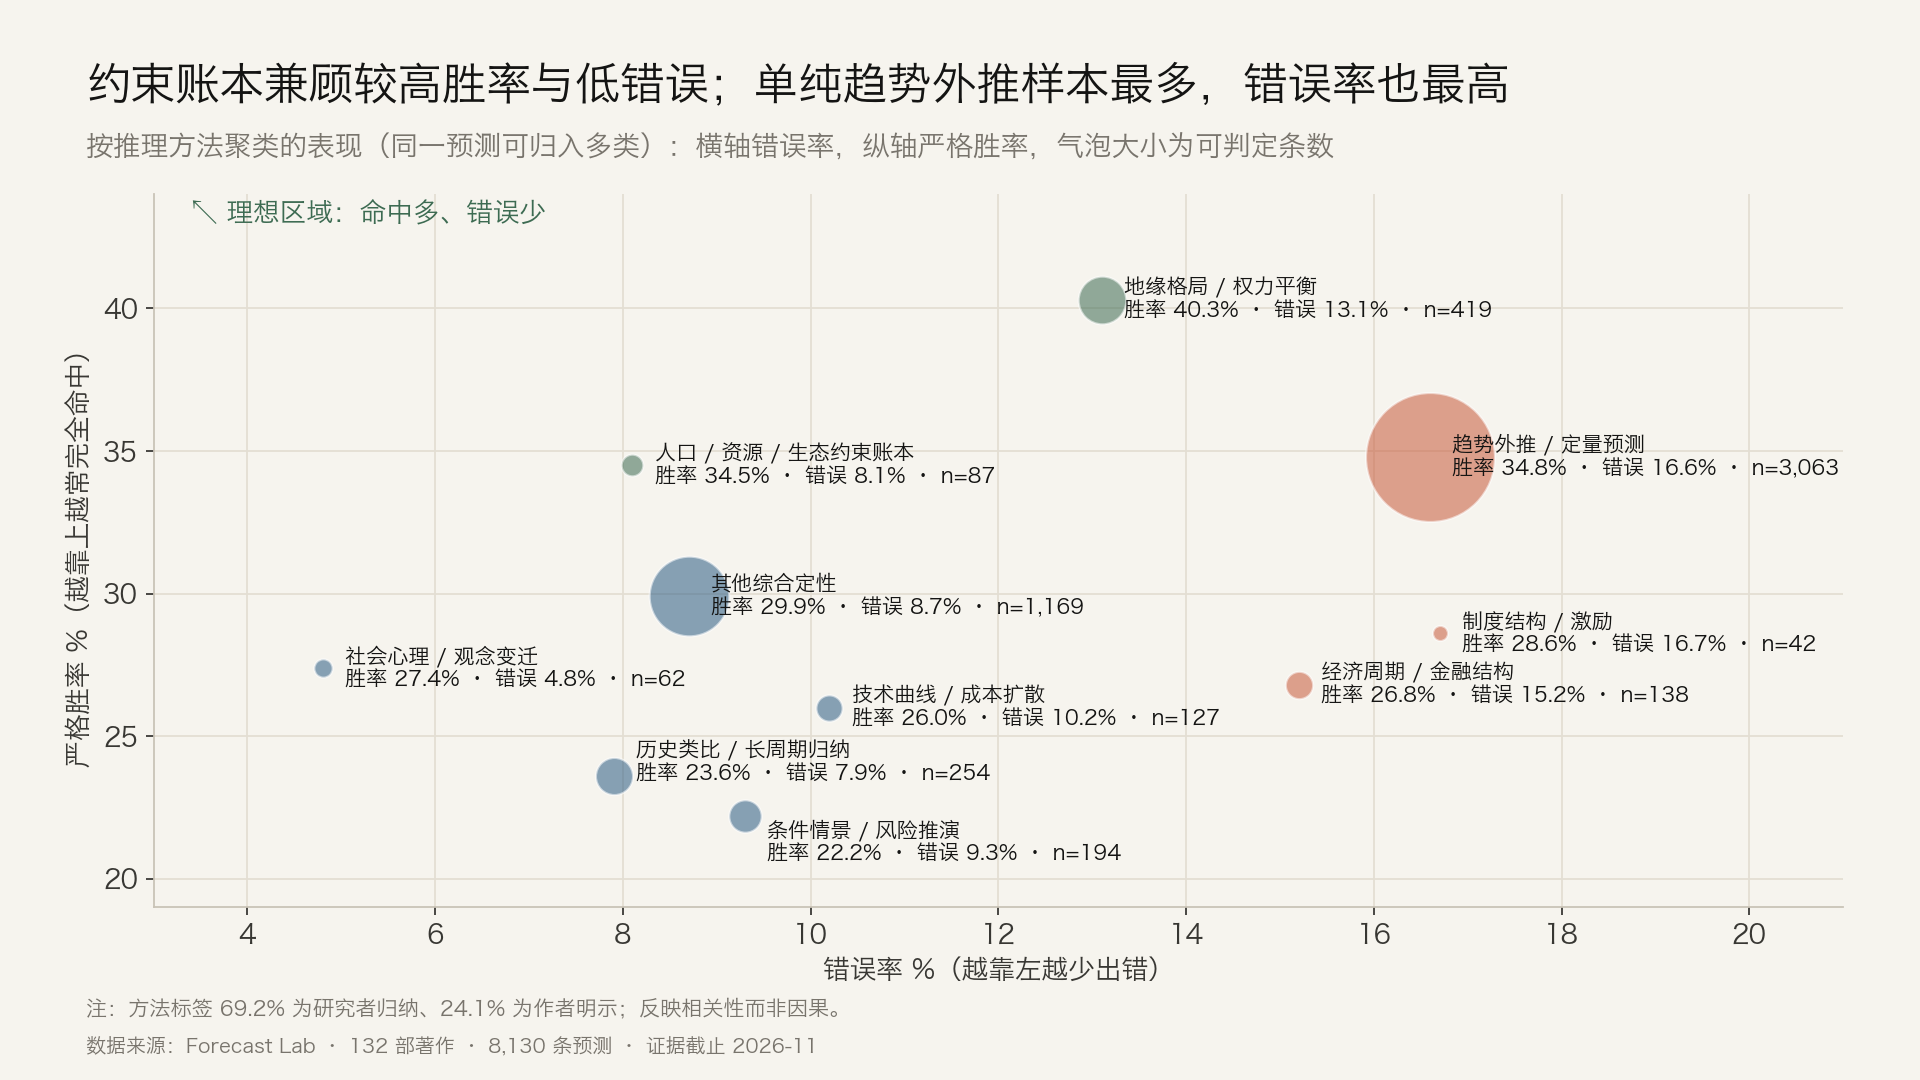 约束账本兼顾较高胜率与低错误；单纯趋势外推样本最多，错误率也最高
按推理方法聚类的表现（同一预测可归入多类）：横轴错误率，纵轴严格胜率，气泡大小为可判定条数
↖ 理想区域：命中多、错误少
地缘格局 / 权力平衡
胜率 40.3% · 错误 13.1% · n=419
趋势外推 / 定量预测
胜率 34.8% · 错误 16.6% · n=3,063
人口 / 资源 / 生态约束账本
胜率 34.5% · 错误 8.1% · n=87
其他综合定性
胜率 29.9% · 错误 8.7% · n=1,169
制度结构 / 激励
胜率 28.6% · 错误 16.7% · n=42
社会心理 / 观念变迁
胜率 27.4% · 错误 4.8% · n=62
经济周期 / 金融结构
胜率 26.8% · 错误 15.2% · n=138
技术曲线 / 成本扩散
胜率 26.0% · 错误 10.2% · n=127
历史类比 / 长周期归纳
胜率 23.6% · 错误 7.9% · n=254
条件情景 / 风险推演
胜率 22.2% · 错误 9.3% · n=194
严格胜率 %（越靠上越常完全命中）
40
35
30
25
20
4 6 8 10 12 14 16 18 20
错误率 %（越靠左越少出错）
注：方法标签 69.2% 为研究者归纳、24.1% 为作者明示；反映相关性而非因果。
数据来源：Forecast Lab · 132 部著作 · 8,130 条预测 · 证据截止 2026-11